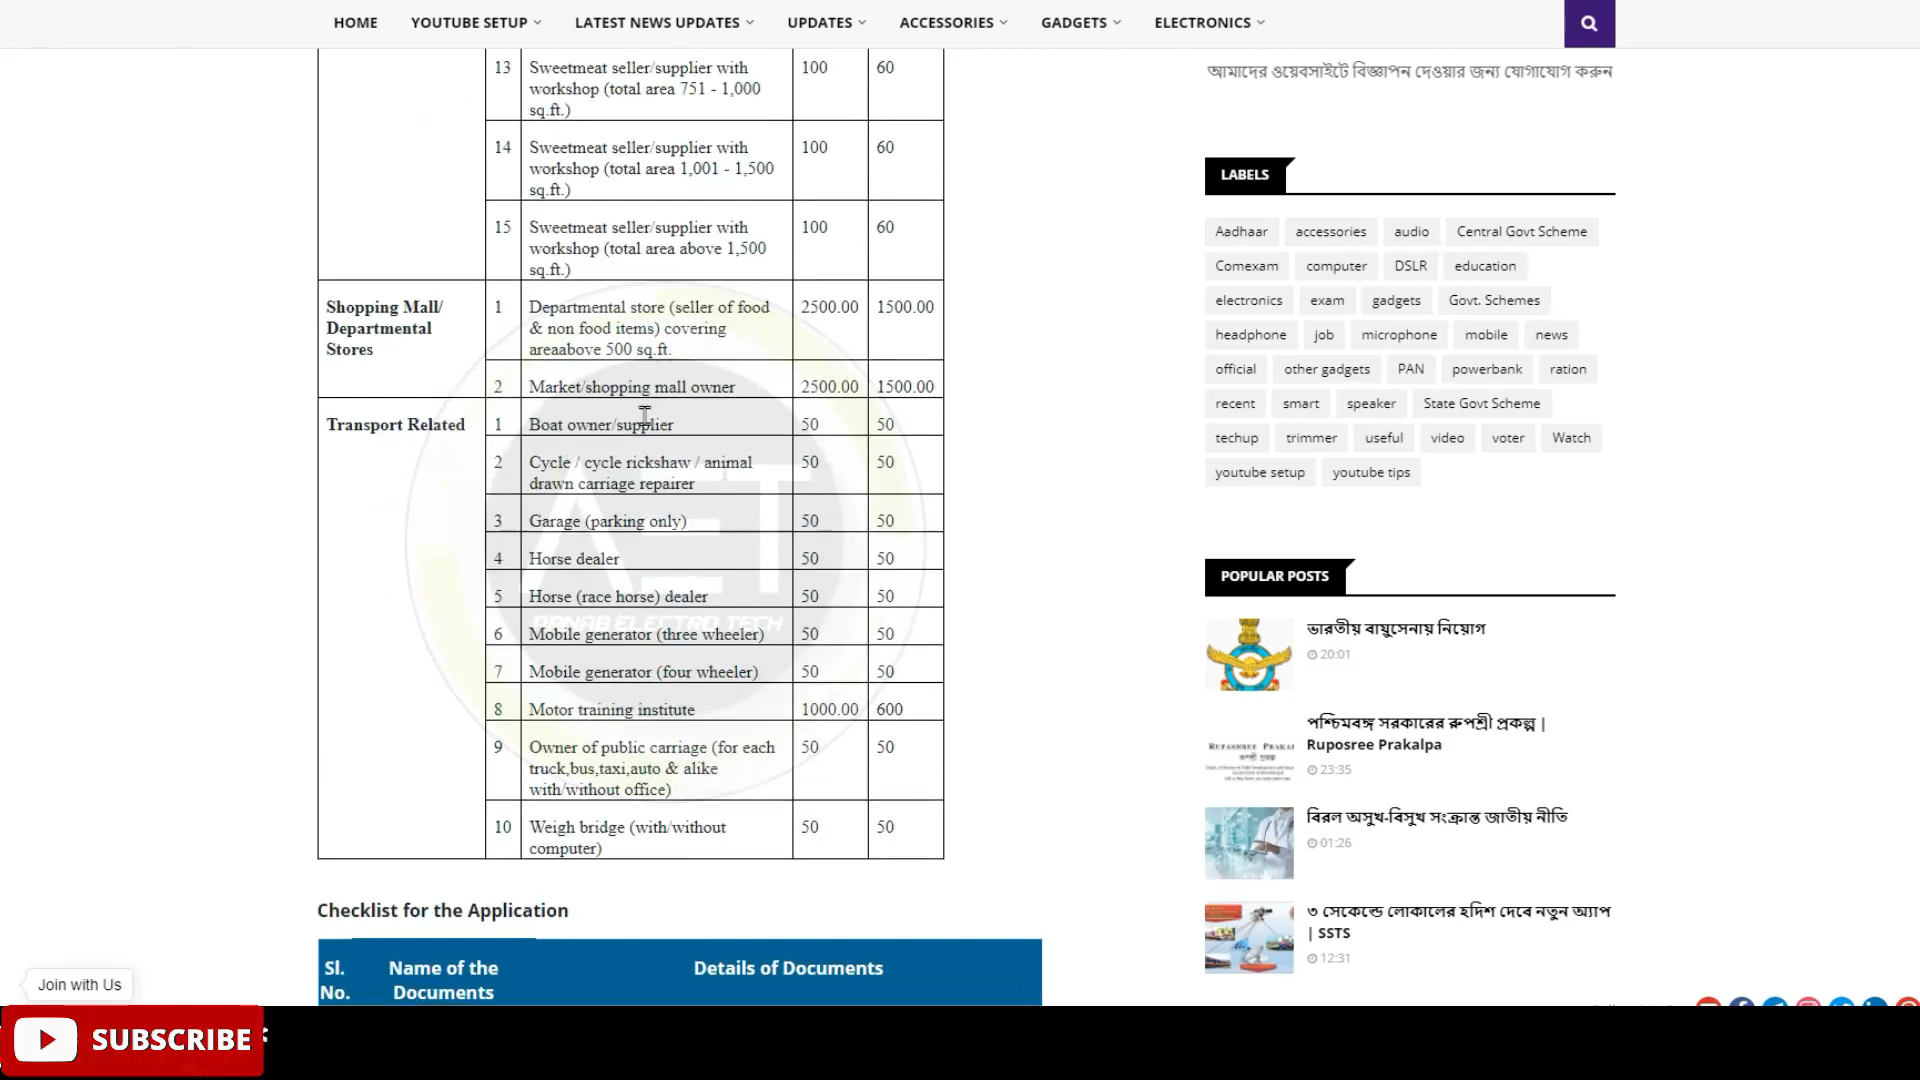 HOME YOUTUBE SETUP LATEST NEWS UPDATES UPDATES ACCESSORIES GADGETS ELECTRONICS
13 Sweetmeat seller/supplier with 100 60
workshop (total area 751 - 1,000
sq.ft.)
14 Sweetmeat seller/supplier with 100 60
workshop (total area 1,001 - 1,500
sq.ft.)
15 Sweetmeat seller/supplier with 100 60
workshop (total area above 1,500
sq.ft.)
Shopping Mall/ 1 Departmental store (seller of food 2500.00 1500.00
Departmental & non food items) covering
Stores areaabove 500 sq.ft.
2 Market/shopping mall owner 2500.00 1500.00
Transport Related 1 Boat owner/supplier 50 50
2 Cycle / cycle rickshaw / animal 50 50
drawn carriage repairer
3 Garage (parking only) 50 50
4 Horse dealer 50 50
5 Horse (race horse) dealer 50 50
6 Mobile generator (three wheeler) 50 50
7 Mobile generator (four wheeler) 50 50
8 Motor training institute 1000.00 600
9 Owner of public carriage (for each 50 50
truck,bus,taxi,auto & alike
with/without office)
10 Weigh bridge (with/without 50 50
computer)
AET
ELECTRO TECH
Checklist for the Application
Sl. Name of the Details of Documents
No. Documents
আমাদের ওয়েবসাইটে বিজ্ঞাপন দেওয়ার জন্য যোগাযোগ করুন
LABELS
Aadhaar accessories audio Central Govt Scheme
Comexam computer DSLR education
electronics exam gadgets Govt. Schemes
headphone job microphone mobile news
official other gadgets PAN powerbank ration
recent smart speaker State Govt Scheme
techup trimmer useful video voter Watch
youtube setup youtube tips
POPULAR POSTS
ভারতীয় বায়ুসেনায় নিয়োগ
20:01
পশ্চিমবঙ্গ সরকারের রুপশ্রী প্রকল্প |
Ruposree Prakalpa
23:35
বিরল অসুখ-বিসুখ সংক্রান্ত জাতীয় নীতি
01:26
৩ সেকেন্ডে লোকালের হদিশ দেবে নতুন অ্যাপ
| SSTS
12:31
Join with Us
SUBSCRIBE